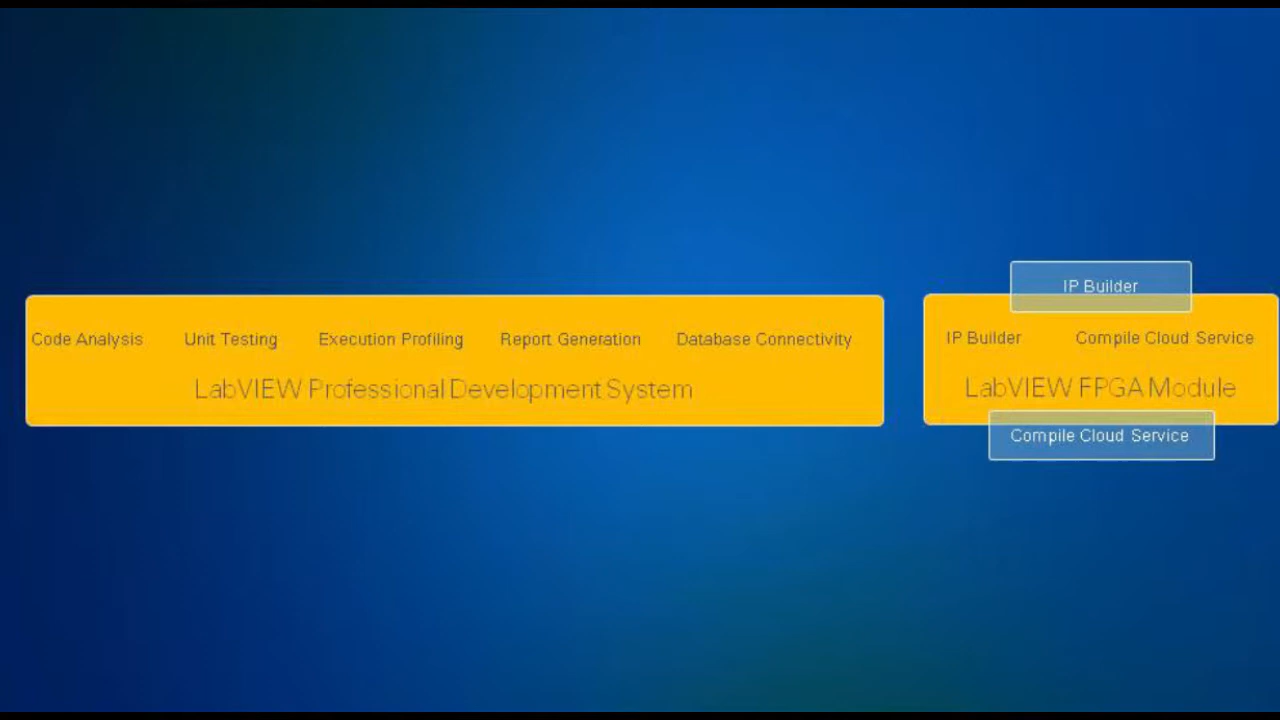 IP Builder
Code Analysis Unit Testing Execution Profiling Report Generation Database Connectivity
LabVIEW Professional Development System
IP Builder Compile Cloud Service
LabVIEW FPGA Module
Compile Cloud Service